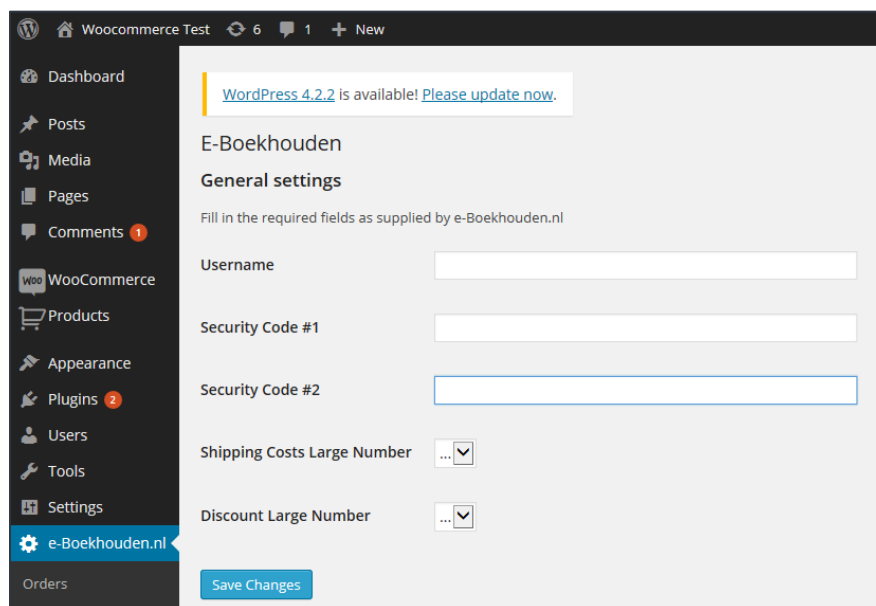 Woocommerce Test 6 1 New
Dashboard
Posts
Media
Pages
Comments 1
Woo WooCommerce
Products
Appearance
Plugins 2
Users
Tools
Settings
e-Boekhouden.nl
Orders
WordPress 4.2.2 is available! Please update now.
E-Boekhouden
General settings
Fill in the required fields as supplied by e-Boekhouden.nl
Username
Security Code #1
Security Code #2
Shipping Costs Large Number ...
Discount Large Number ...
Save Changes